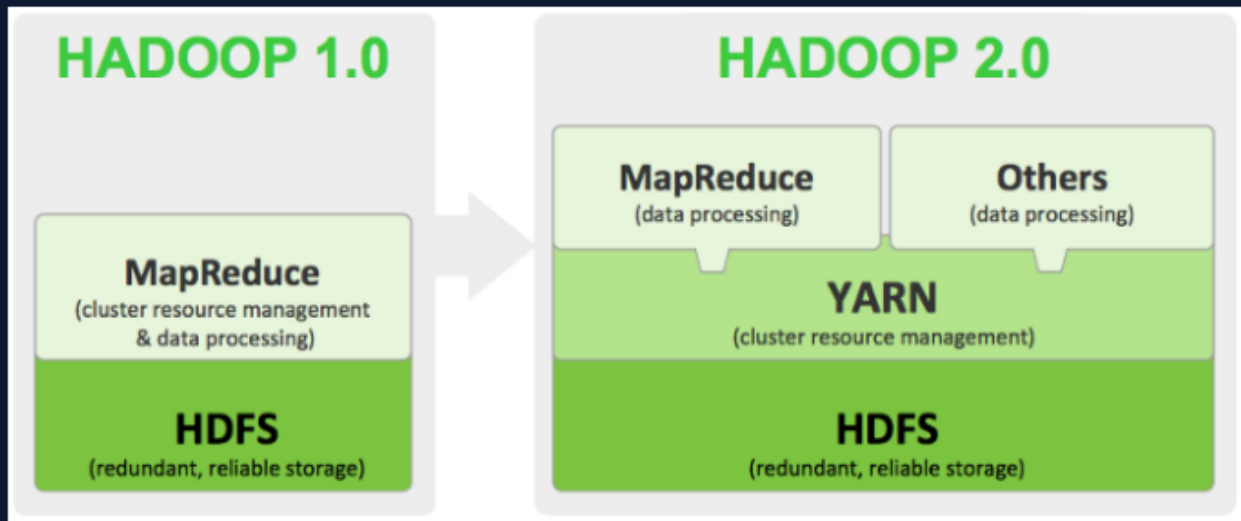 HADOOP 1.0
MapReduce
(cluster resource management
& data processing)
HDFS
(redundant, reliable storage)
HADOOP 2.0
MapReduce
(data processing)
Others
(data processing)
YARN
(cluster resource management)
HDFS
(redundant, reliable storage)